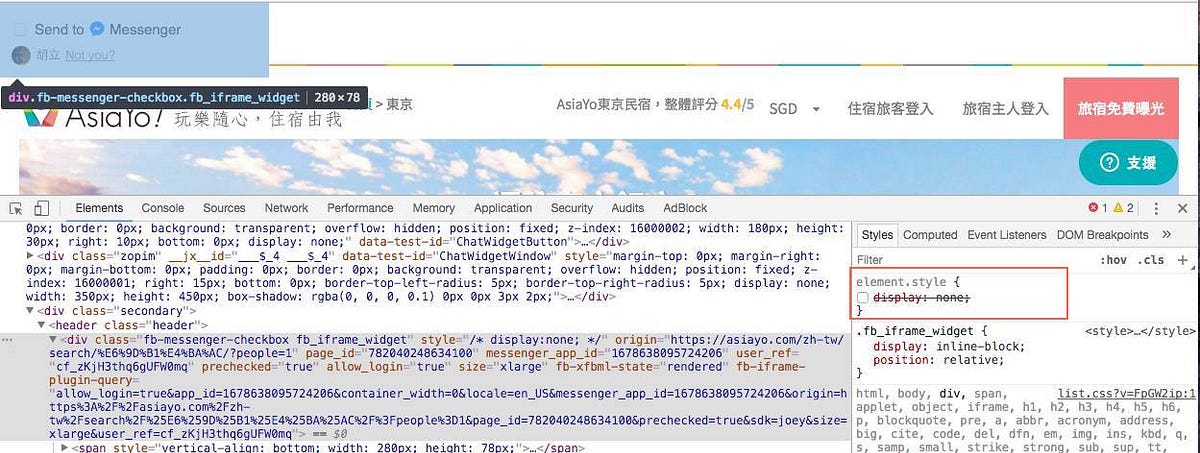 Send to Messenger
胡立 Not you?
div.fb-messenger-checkbox.fb_iframe_widget 280×78
> 東京
AsiaYo東京民宿，整體評分 4.4/5
SGD
住宿旅客登入
旅宿主人登入
旅宿免費曝光
AsiaYo!
玩樂隨心，住宿由我
支援
Elements Console Sources Network Performance Memory Application Security Audits AdBlock 1 2
0px; border: 0px; background: transparent; overflow: hidden; position: fixed; z-index: 16000002; width: 180px; height:
30px; right: 10px; bottom: 0px; display: none;" data-test-id="ChatWidgetButton">…</div>
<div class="zopim" __jx__id="___$_4 ___$_4" data-test-id="ChatWidgetWindow" style="margin-top: 0px; margin-right:
0px; margin-bottom: 0px; padding: 0px; border: 0px; background: transparent; overflow: hidden; position: fixed; z-
index: 16000001; right: 15px; bottom: 0px; border-top-left-radius: 5px; border-top-right-radius: 5px; display: none;
width: 350px; height: 450px; box-shadow: rgba(0, 0, 0, 0.1) 0px 0px 3px 2px;">…</div>
<div class="secondary">
<header class="header">
<div class="fb-messenger-checkbox fb_iframe_widget" style="/* display:none; */" origin="https://asiayo.com/zh-tw/
search/%E6%9D%B1%E4%BA%AC/?people=1" page_id="782040248634100" messenger_app_id="1678638095724206" user_ref=
"cf_zKjH3thq6gUFW0mq" prechecked="true" allow_login="true" size="xlarge" fb-xfbml-state="rendered" fb-iframe-
plugin-query=
"allow_login=true&app_id=1678638095724206&container_width=0&locale=en_US&messenger_app_id=1678638095724206&origin=h
ttps%3A%2F%2Fasiayo.com%2Fzh-
tw%2Fsearch%2F%25E6%259D%25B1%25E4%25BA%25AC%2F%3Fpeople%3D1&page_id=782040248634100&prechecked=true&sdk=joey&size=
xlarge&user_ref=cf_zKjH3thq6gUFW0mq"> == $0
<span style="vertical-align: bottom; width: 280px; height: 78px;">…</span>
Styles Computed Event Listeners DOM Breakpoints »
Filter :hov .cls +
element.style {
display: none;
}
.fb_iframe_widget { <style>…</style>
display: inline-block;
position: relative;
}
html, body, div, span, list.css?v=FpGW2ip:1
applet, object, iframe, h1, h2, h3, h4, h5, h6,
p, blockquote, pre, a, abbr, acronym, address,
big, cite, code, del, dfn, em, img, ins, kbd, q,
s, samp, small, strike, strong, sub, sup, tt,